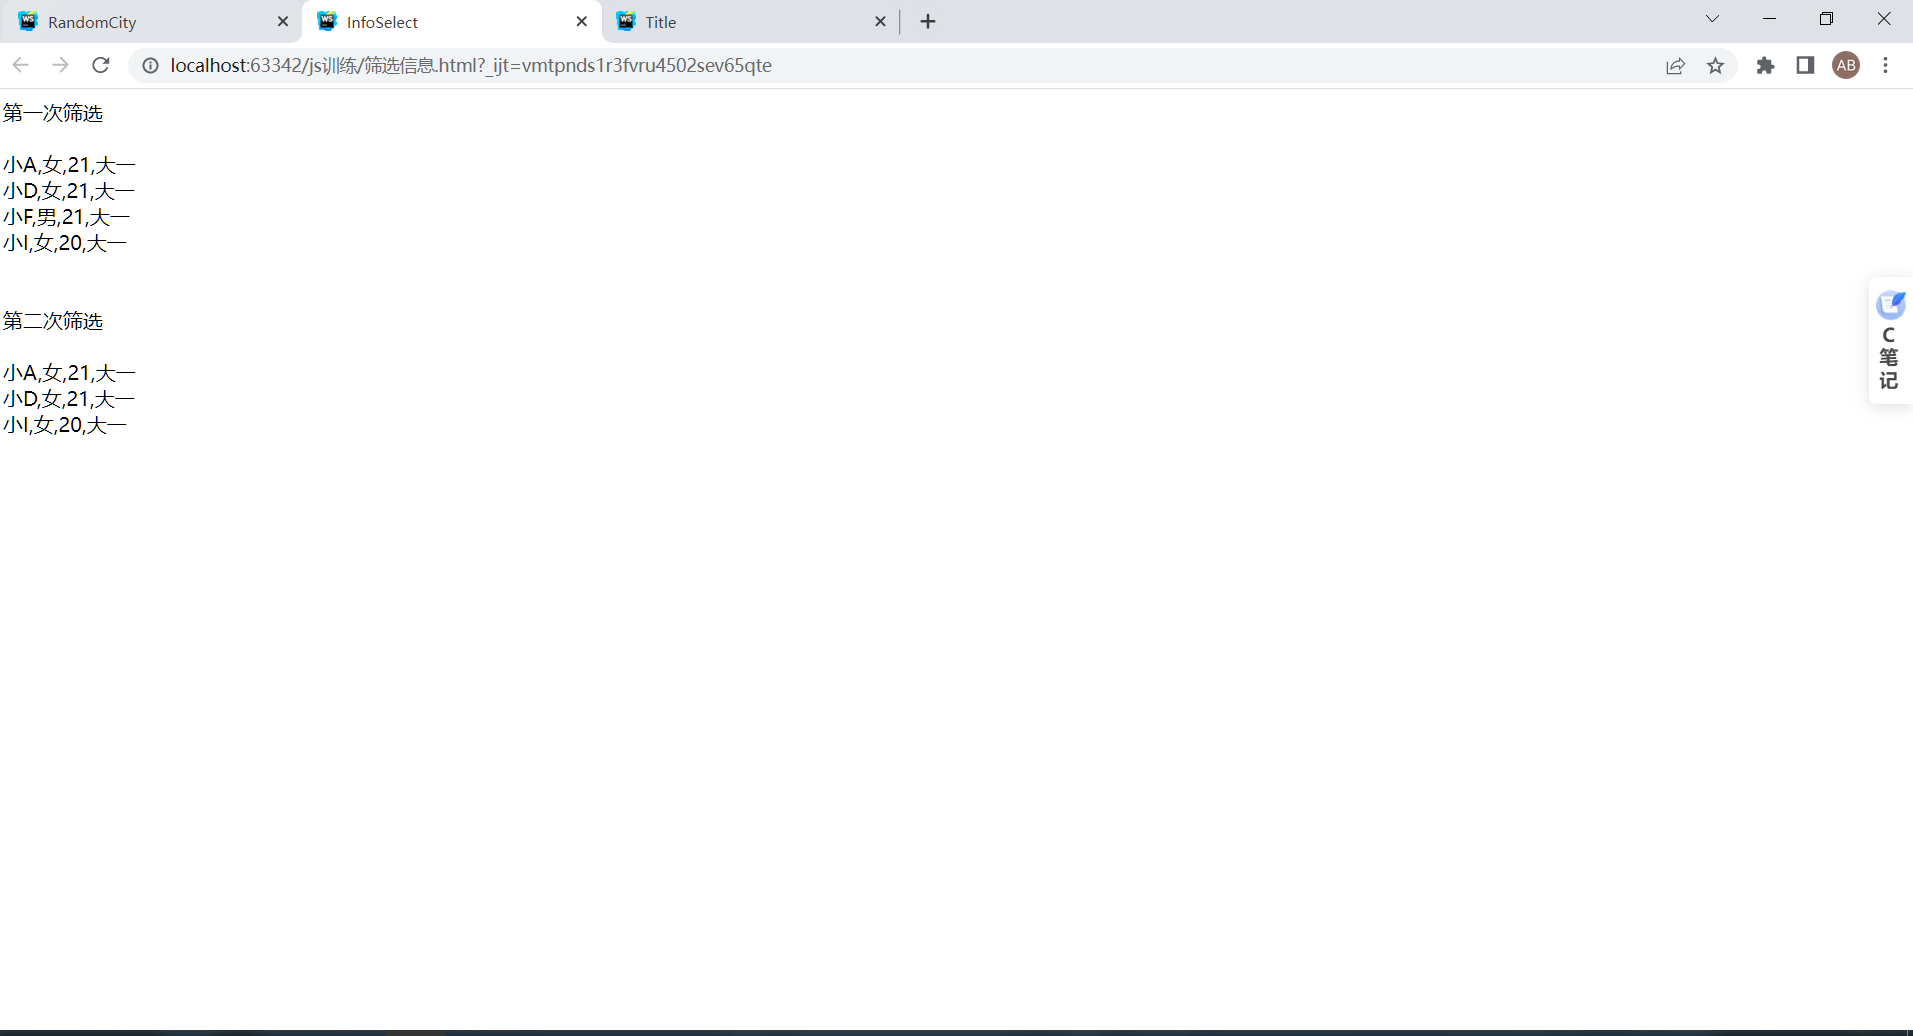 RandomCity
InfoSelect
Title
localhost:63342/js训练/筛选信息.html?_ijt=vmtpnds1r3fvru4502sev65qte
AB
第一次筛选
小A,女,21,大一
小D,女,21,大一
小F,男,21,大一
小I,女,20,大一
第二次筛选
小A,女,21,大一
小D,女,21,大一
小I,女,20,大一
C
笔
记